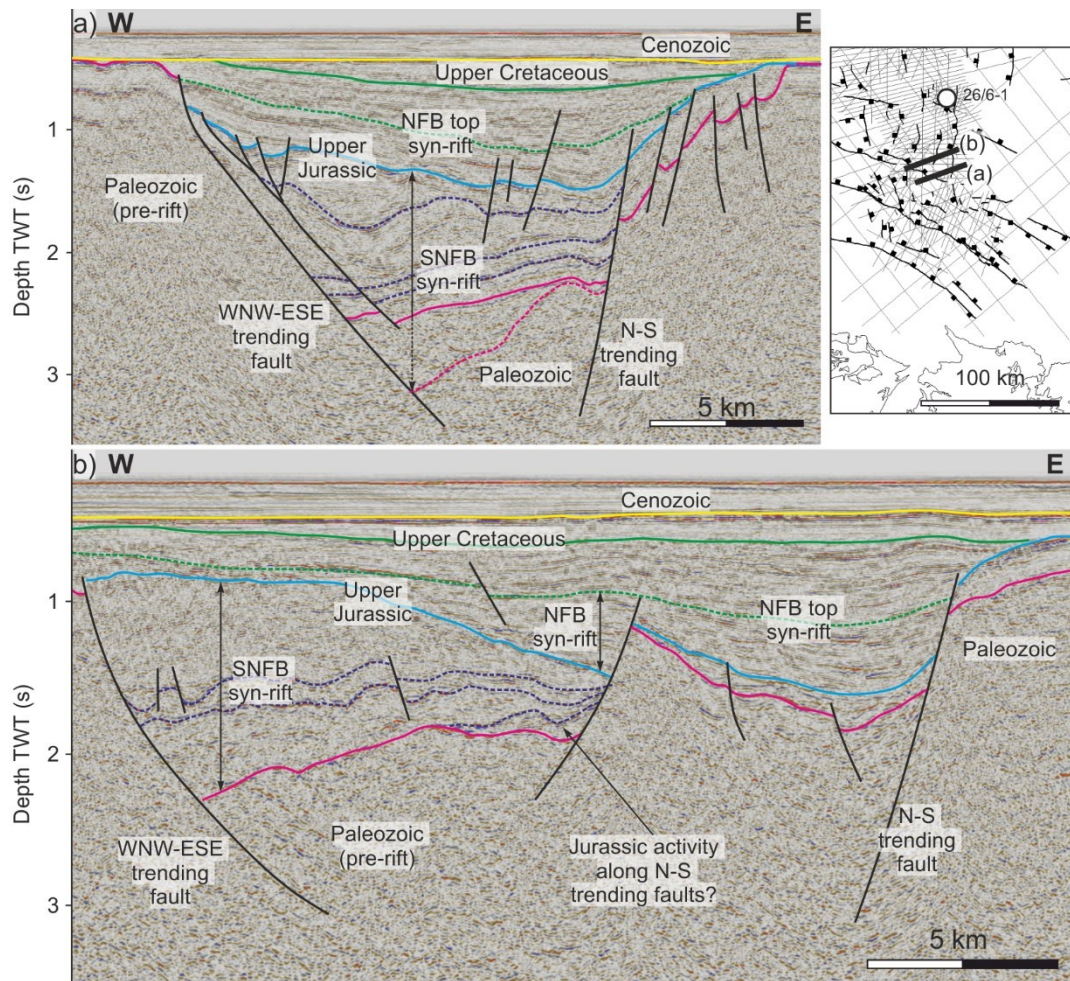 a) W
E
Cenozoic
Upper Cretaceous
NFB top
syn-rift
Upper
Jurassic
Paleozoic
(pre-rift)
SNFB
syn-rift
WNW-ESE
trending
fault
Paleozoic
N-S
trending
fault
5 km
1
2
3
Depth TWT (s)
26/6-1
(b)
(a)
100 km
b) W
E
Cenozoic
Upper Cretaceous
Upper
Jurassic
NFB
syn-rift
NFB top
syn-rift
Paleozoic
SNFB
syn-rift
WNW-ESE
trending
fault
Paleozoic
(pre-rift)
Jurassic activity
along N-S
trending faults?
N-S
trending
fault
5 km
1
2
3
Depth TWT (s)